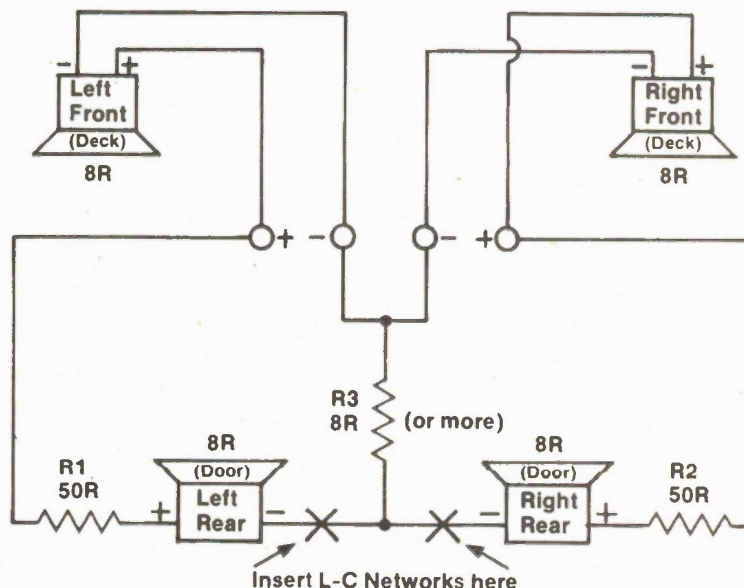 - +
Left
Front
(Deck)
8R
- +
Right
Front
(Deck)
8R
+ - - +
R3
8R (or more)
R1
50R
8R
(Door)
Left
Rear
+ -
8R
(Door)
Right
Rear
- +
R2
50R
Insert L-C Networks here